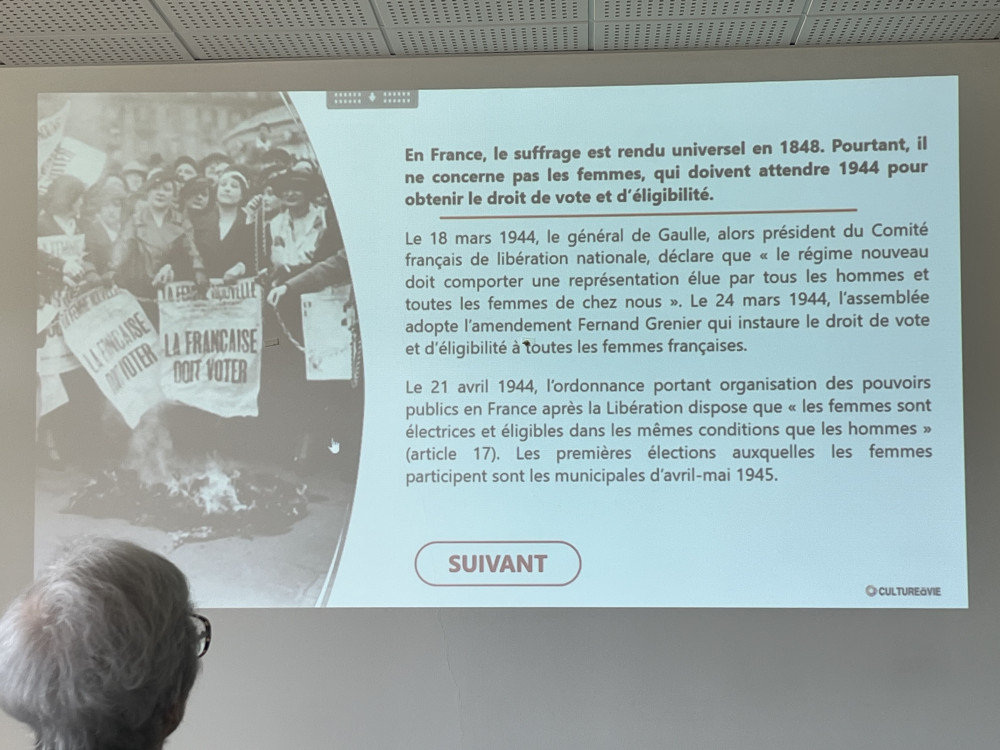 En France, le suffrage est rendu universel en 1848. Pourtant, il
ne concerne pas les femmes, qui doivent attendre 1944 pour
obtenir le droit de vote et d’éligibilité.
Le 18 mars 1944, le général de Gaulle, alors président du Comité
français de libération nationale, déclare que « le régime nouveau
doit comporter une représentation élue par tous les hommes et
toutes les femmes de chez nous ». Le 24 mars 1944, l’assemblée
adopte l’amendement Fernand Grenier qui instaure le droit de vote
et d’éligibilité à toutes les femmes françaises.
Le 21 avril 1944, l’ordonnance portant organisation des pouvoirs
publics en France après la Libération dispose que « les femmes sont
électrices et éligibles dans les mêmes conditions que les hommes »
(article 17). Les premières élections auxquelles les femmes
participent sont les municipales d’avril-mai 1945.
LA FRANÇAISE
DOIT VOTER
LA FEMME NOUVELLE
LA FRANÇAISE
DOIT VOTER
SUIVANT
CULTURE&VIE